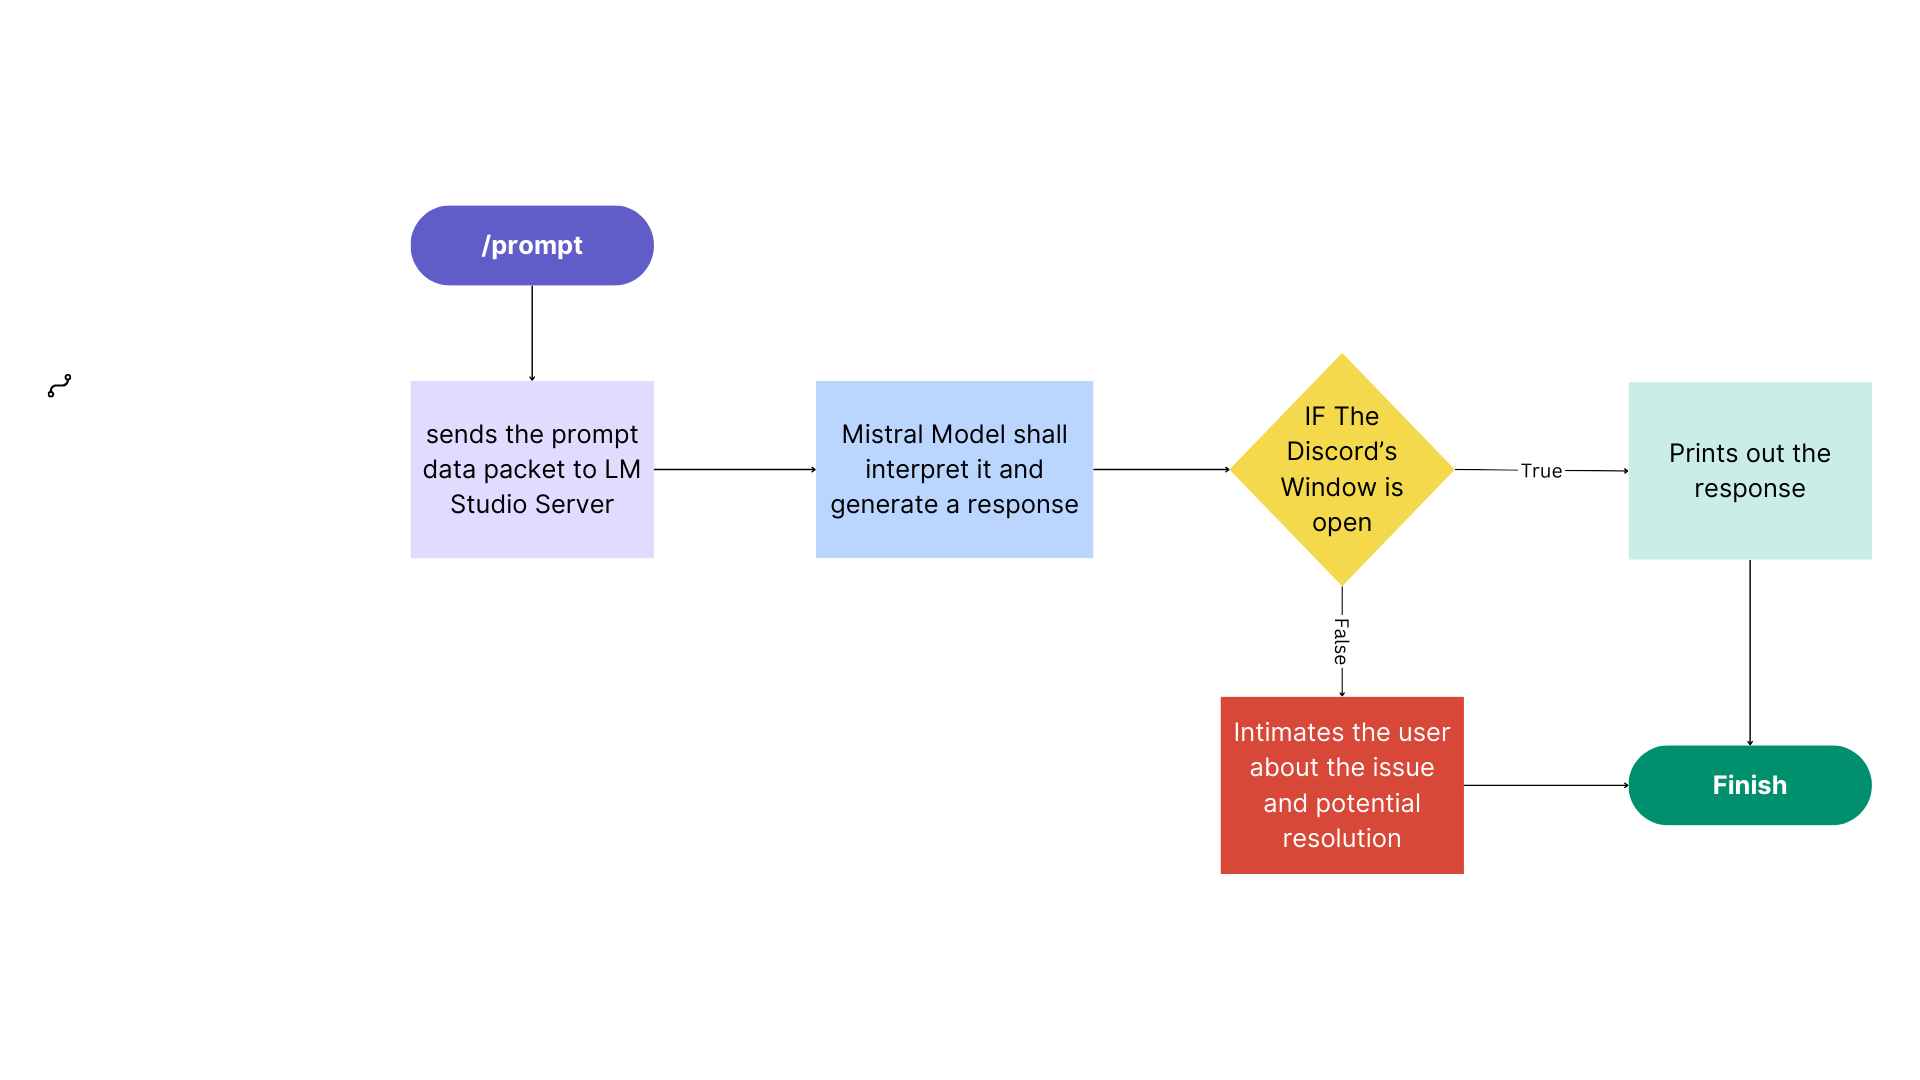 /prompt
sends the prompt
data packet to LM
Studio Server
Mistral Model shall
interpret it and
generate a response
IF The
Discord’s
Window is
open
True
Prints out the
response
False
Intimates the user
about the issue
and potential
resolution
Finish